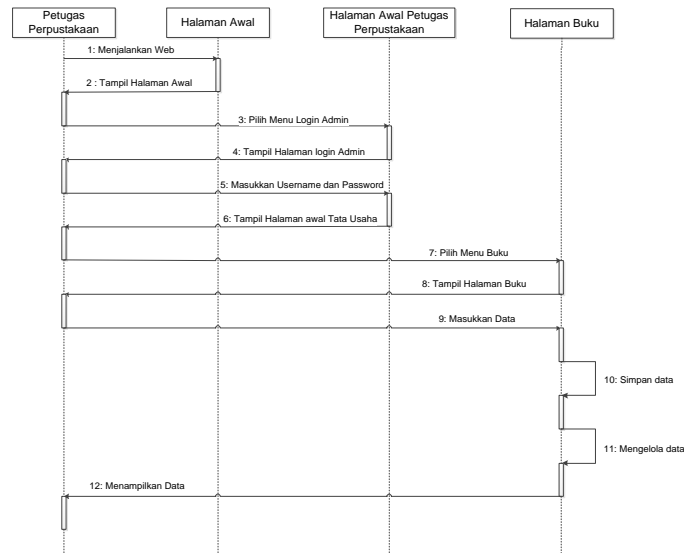 Petugas
Perpustakaan
Halaman Awal
Halaman Awal Petugas
Perpustakaan
Halaman Buku
1: Menjalankan Web
2 : Tampil Halaman Awal
3: Pilih Menu Login Admin
4: Tampil Halaman login Admin
5: Masukkan Username dan Password
6: Tampil Halaman awal Tata Usaha
7: Pilih Menu Buku
8: Tampil Halaman Buku
9: Masukkan Data
10: Simpan data
11: Mengelola data
12: Menampilkan Data